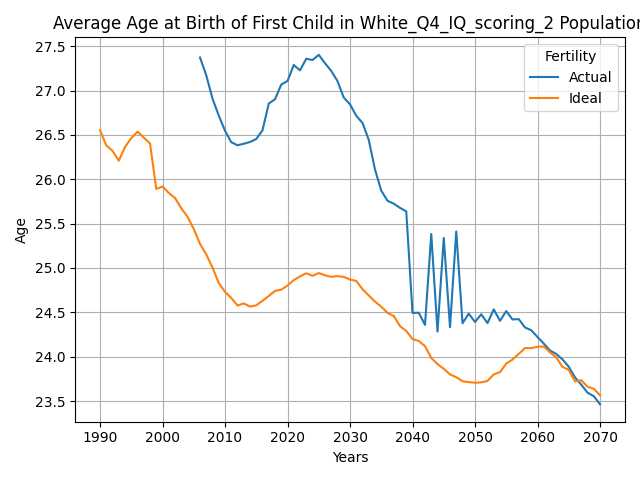 Average Age at Birth of First Child in White_Q4_IQ_scoring_2 Population
Fertility
Actual
Ideal
27.5
27.0
26.5
26.0
25.5
25.0
24.5
24.0
23.5
Age
1990 2000 2010 2020 2030 2040 2050 2060 2070
Years